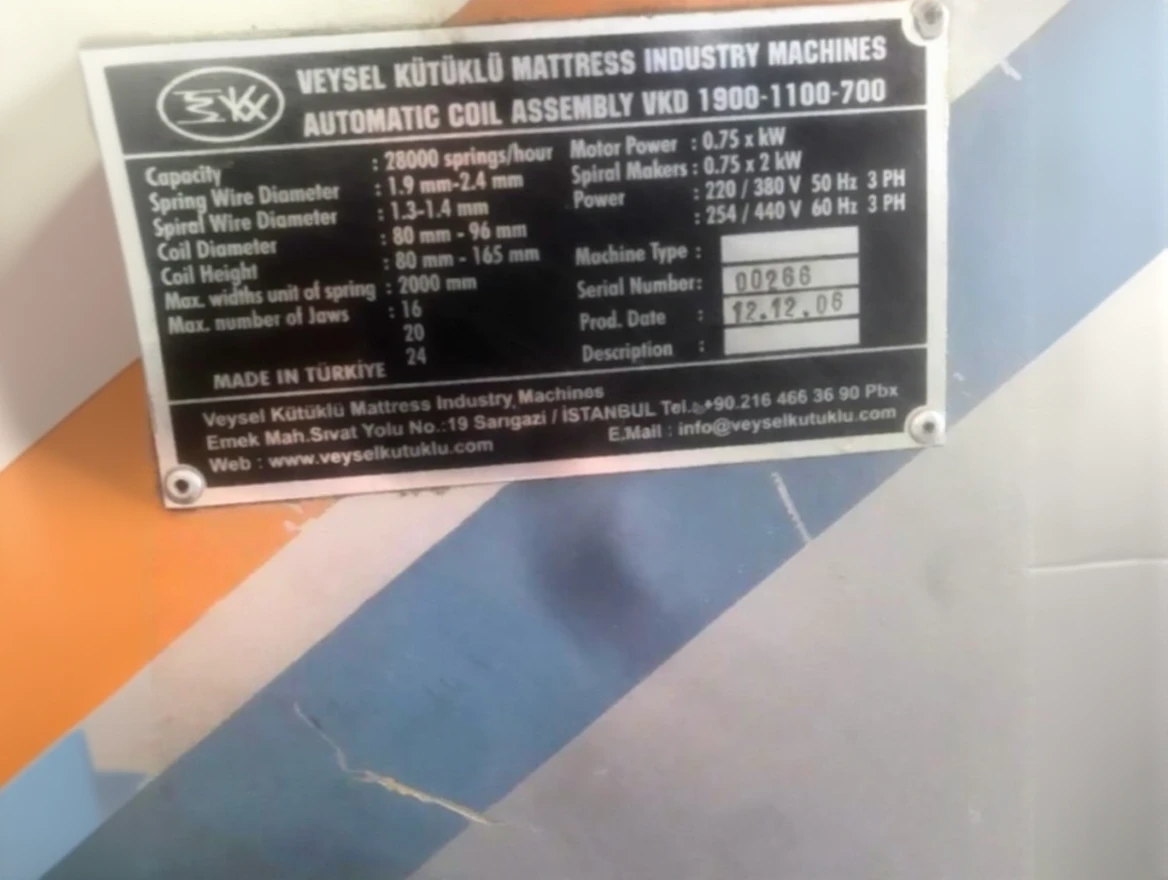 VEYSEL KÜTÜKLÜ MATTRESS INDUSTRY MACHINES
AUTOMATIC COIL ASSEMBLY VKD 1900-1100-700
Capacity : 28000 springs/hour
Spring Wire Diameter : 1.9 mm-2.4 mm
Spiral Wire Diameter : 1.3-1.4 mm
Coil Diameter : 80 mm - 96 mm
Coil Height : 80 mm - 165 mm
Max. widths unit of spring : 2000 mm
Max. number of Jaws : 16
20
24
MADE IN TÜRKİYE
Motor Power : 0.75 x kW
Spiral Makers : 0.75 x 2 kW
Power : 220 / 380 V 50 Hz 3 PH
: 254 / 440 V 60 Hz 3 PH
Machine Type :
Serial Number: 00266
Prod. Date : 12.12.06
Description :
Veysel Kütüklü Mattress Industry Machines
Emek Mah.Sıvat Yolu No.:19 Sarıgazi / İSTANBUL Tel.:+90.216 466 36 90 Pbx
Web : www.veyselkutuklu.com E.Mail : info@veyselkutuklu.com